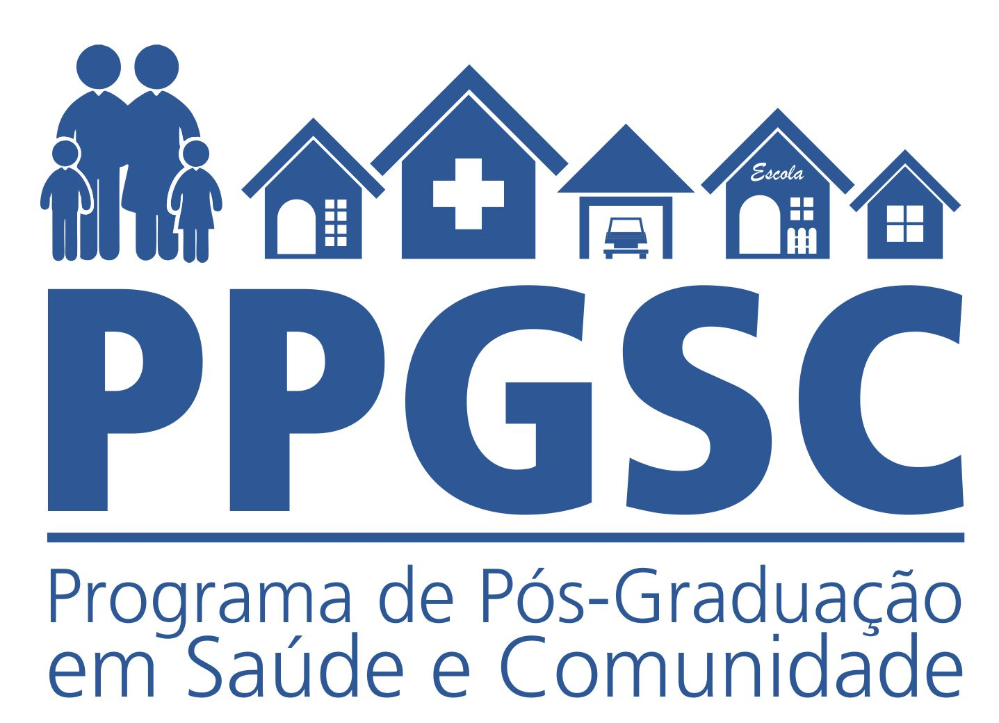 Escola
PPGSC
Programa de Pós-Graduação
em Saúde e Comunidade